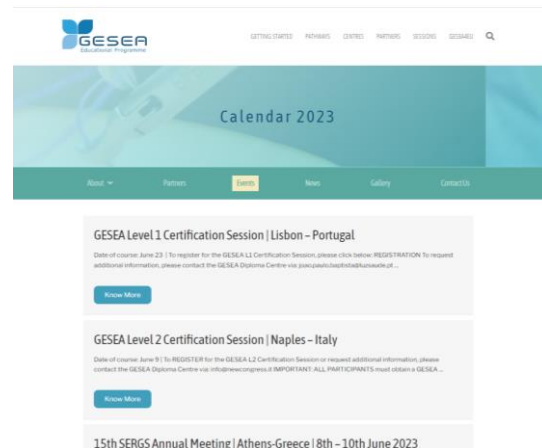 GESEA
Educational Programme
GETTING STARTED PATHWAYS CENTRES PARTNERS SESSIONS GESEA4EU
Calendar 2023
About Partners Events News Gallery Contact Us
GESEA Level 1 Certification Session | Lisbon – Portugal
Date of course: June 23 | To register for the GESEA L1 Certification Session, please click below: REGISTRATION To request
additional information, please contact the GESEA Diploma Centre via:
Know More
GESEA Level 2 Certification Session | Naples – Italy
Date of course: June 9 | To REGISTER for the GESEA L2 Certification Session or request additional information, please
contact the GESEA Diploma Centre via: info@newcongress.it IMPORTANT: ALL PARTICIPANTS must obtain a GESEA ...
Know More
15th SERGS Annual Meeting | Athens-Greece | 8th – 10th June 2023